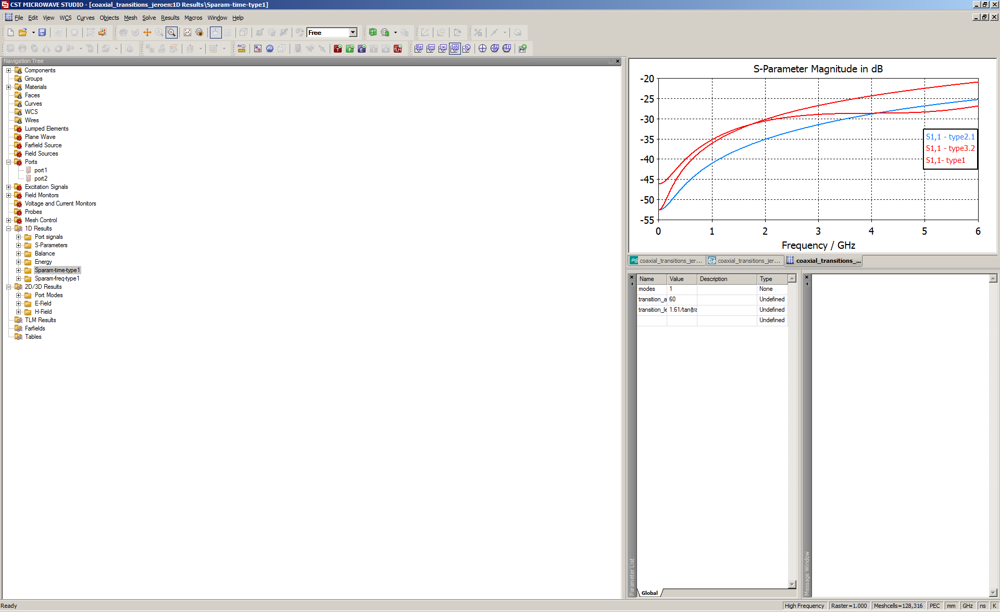 CST MICROWAVE STUDIO - [coaxial_transitions_jeroen:1D Results\Sparam-time-type1]
File Edit View WCS Curves Objects Mesh Solve Results Macros Window Help
Free
T F E TLM
Re Im dB
Navigation Tree
Components
Groups
Materials
Faces
Curves
WCS
Wires
Lumped Elements
Plane Wave
Farfield Source
Field Sources
Ports
port1
port2
Excitation Signals
Field Monitors
Voltage and Current Monitors
Probes
Mesh Control
1D Results
Port signals
S-Parameters
Balance
Energy
Sparam-time-type1
Sparam-freq-type1
2D/3D Results
Port Modes
E-Field
H-Field
TLM Results
Farfields
Tables
S-Parameter Magnitude in dB
-20
-25
-30
-35
-40
-45
-50
-55
0 1 2 3 4 5 6
Frequency / GHz
S1,1 - type2.1
S1,1 - type3.2
S1,1- type1
coaxial_transitions_jer... coaxial_transitions_jer... coaxial_transitions_...
Name Value Description Type
modes 1 None
transition_a 60 Undefined
transition_le 1.61/tan(tra Undefined
Undefined
Parameter List
Global
Message Window
Ready
High Frequency Raster=1.000 Meshcells=128,316 PEC mm GHz ns K